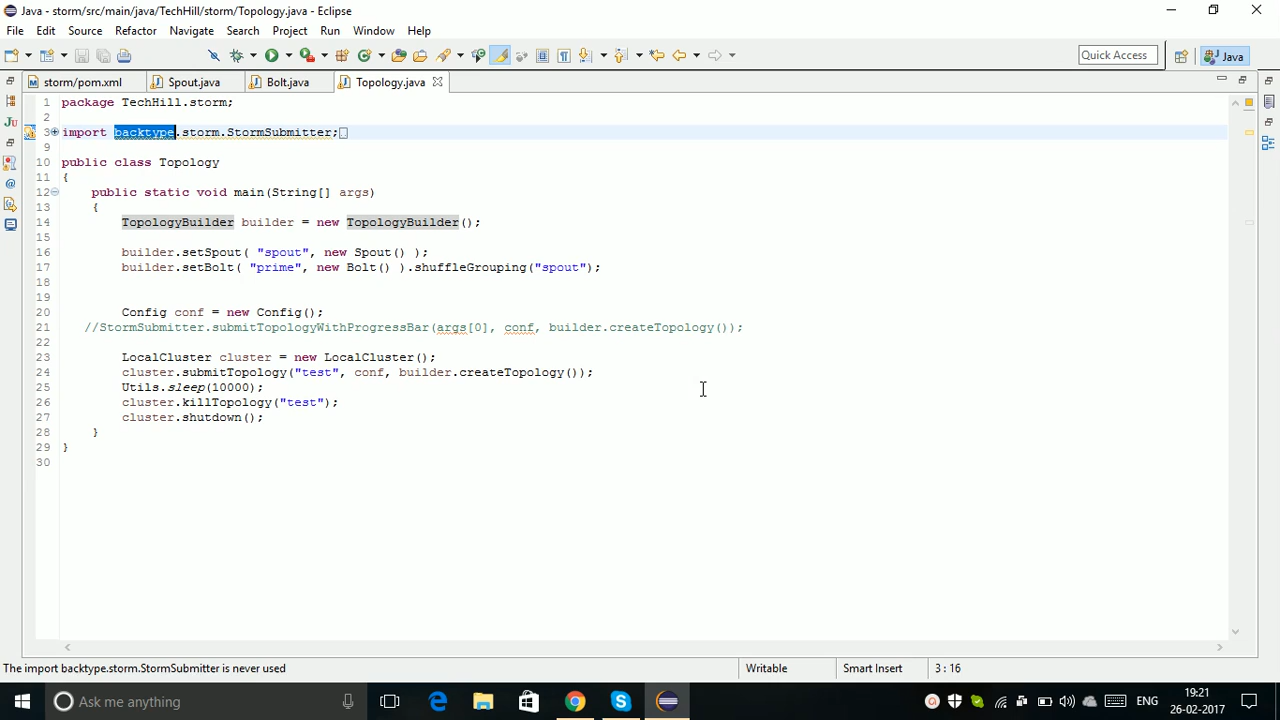 Java - storm/src/main/java/TechHill/storm/Topology.java - Eclipse
File Edit Source Refactor Navigate Search Project Run Window Help
Quick Access Java
storm/pom.xml Spout.java Bolt.java Topology.java
1 package TechHill.storm;
2
3 import backtype.storm.StormSubmitter;
9
10 public class Topology
11 {
12 public static void main(String[] args)
13 {
14 TopologyBuilder builder = new TopologyBuilder();
15
16 builder.setSpout( "spout", new Spout() );
17 builder.setBolt( "prime", new Bolt() ).shuffleGrouping("spout");
18
19
20 Config conf = new Config();
21 //StormSubmitter.submitTopologyWithProgressBar(args[0], conf, builder.createTopology());
22
23 LocalCluster cluster = new LocalCluster();
24 cluster.submitTopology("test", conf, builder.createTopology());
25 Utils.sleep(10000);
26 cluster.killTopology("test");
27 cluster.shutdown();
28 }
29 }
30
The import backtype.storm.StormSubmitter is never used Writable Smart Insert 3 : 16
Ask me anything ENG 19:21
26-02-2017